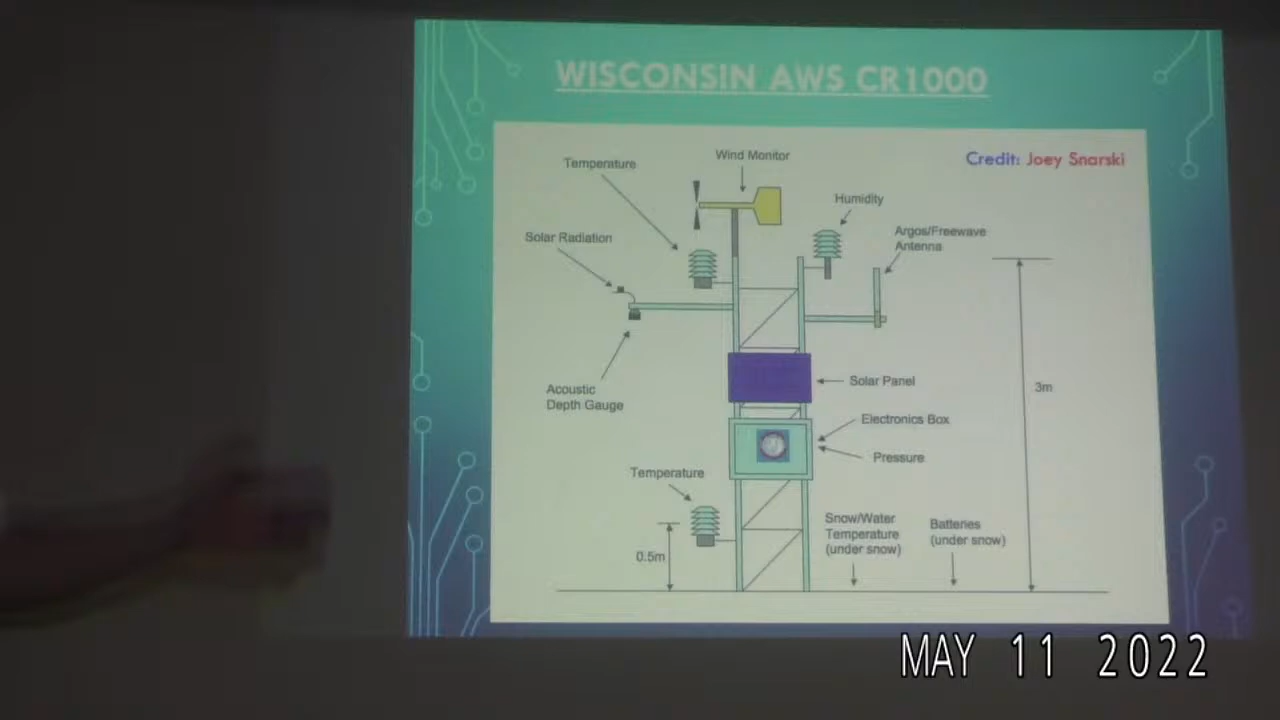 WISCONSIN AWS CR1000
Credit: Joey Snarski
Wind Monitor
Temperature
Humidity
Solar Radiation
Argos/Freewave
Antenna
Acoustic
Depth Gauge
Solar Panel
3m
Electronics Box
Pressure
Temperature
0.5m
Snow/Water
Temperature
(under snow)
Batteries
(under snow)
MAY 11 2022